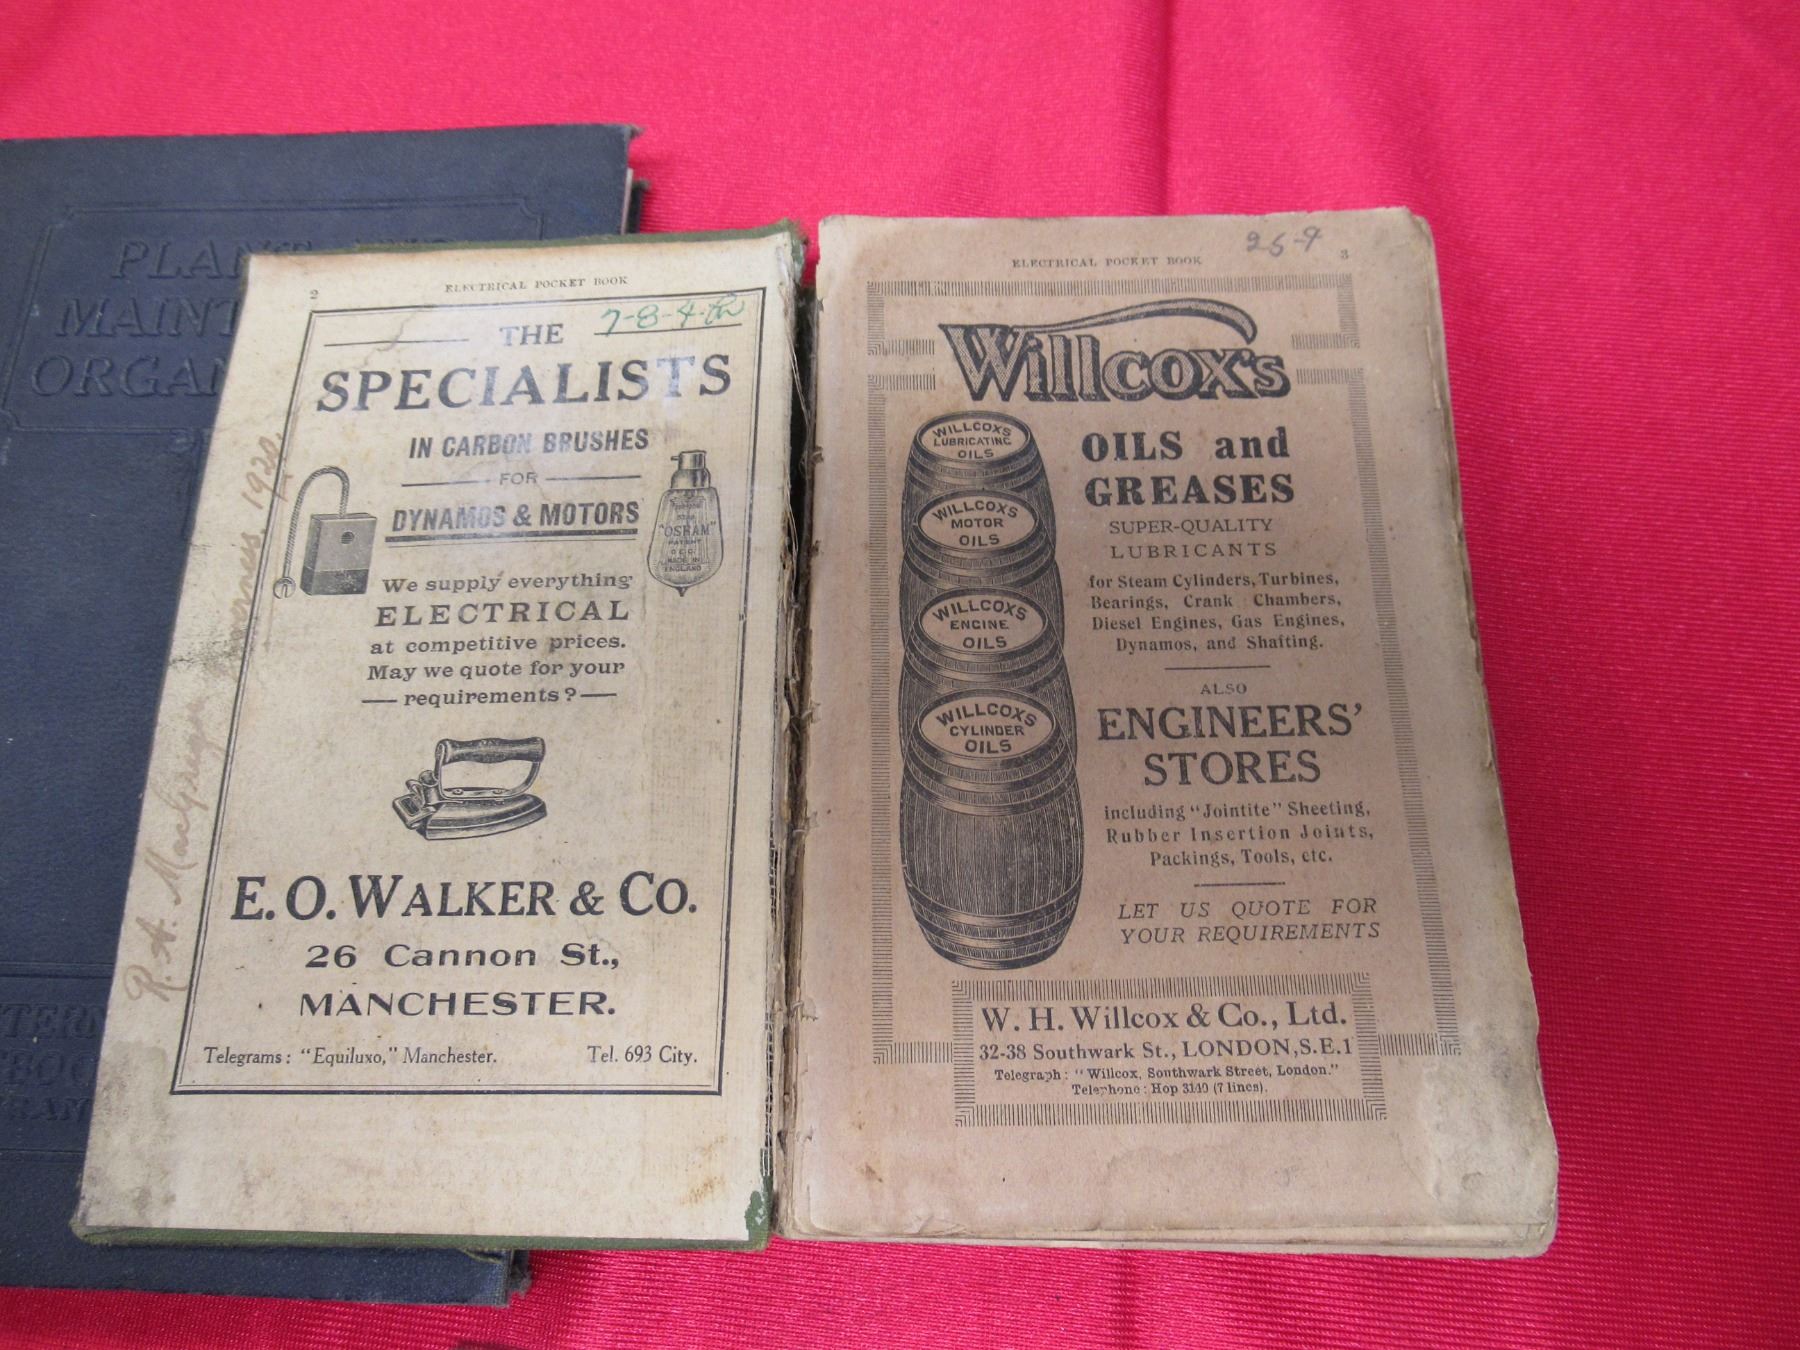 PLANT
MAINT
ORGAN
2
ELECTRICAL POCKET BOOK
7-8-4-
THE
SPECIALISTS
IN CARBON BRUSHES
FOR
DYNAMOS & MOTORS
"OSRAM"
PATENT
G.E.C.
MADE IN
ENGLAND
We supply everything
ELECTRICAL
at competitive prices.
May we quote for your
requirements?
E. O. WALKER & CO.
26 Cannon St.,
MANCHESTER.
Telegrams: "Equiluxo," Manchester. Tel. 693 City.
R. A. MacGregor
ELECTRICAL POCKET BOOK
25-9
3
Willcox's
WILLCOXS
LUBRICATING
OILS
WILLCOXS
MOTOR
OILS
WILLCOXS
ENGINE
OILS
WILLCOXS
CYLINDER
OILS
OILS and
GREASES
SUPER-QUALITY
LUBRICANTS
for Steam Cylinders, Turbines,
Bearings, Crank Chambers,
Diesel Engines, Gas Engines,
Dynamos, and Shafting.
ALSO
ENGINEERS'
STORES
including "Jointite" Sheeting,
Rubber Insertion Joints,
Packings, Tools, etc.
LET US QUOTE FOR
YOUR REQUIREMENTS
W. H. Willcox & Co., Ltd.
32-38 Southwark St., LONDON, S.E.1
Telegraph: "Willcox, Southwark Street, London."
Telephone: Hop 3140 (7 lines).